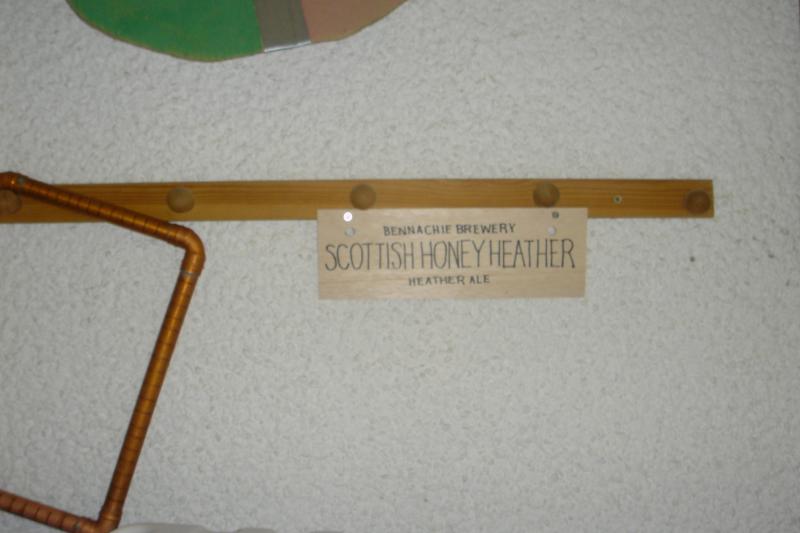 BENNACHIE BREWERY
SCOTTISH HONEY HEATHER
HEATHER ALE